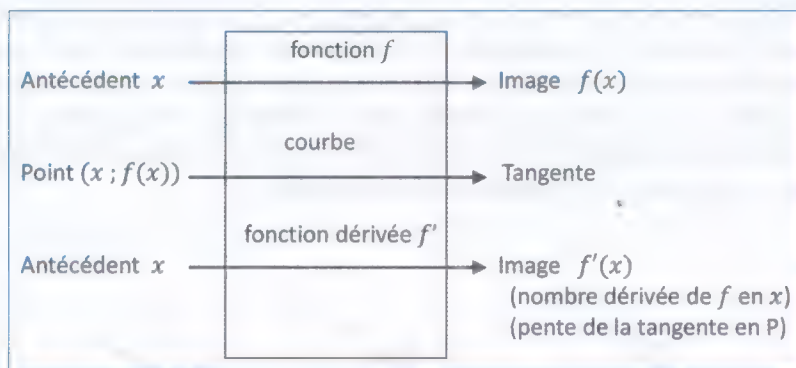 fonction f
Antécédent x Image f(x)
courbe
Point (x ; f(x)) Tangente
fonction dérivée f'
Antécédent x Image f'(x)
(nombre dérivée de f en x)
(pente de la tangente en P)